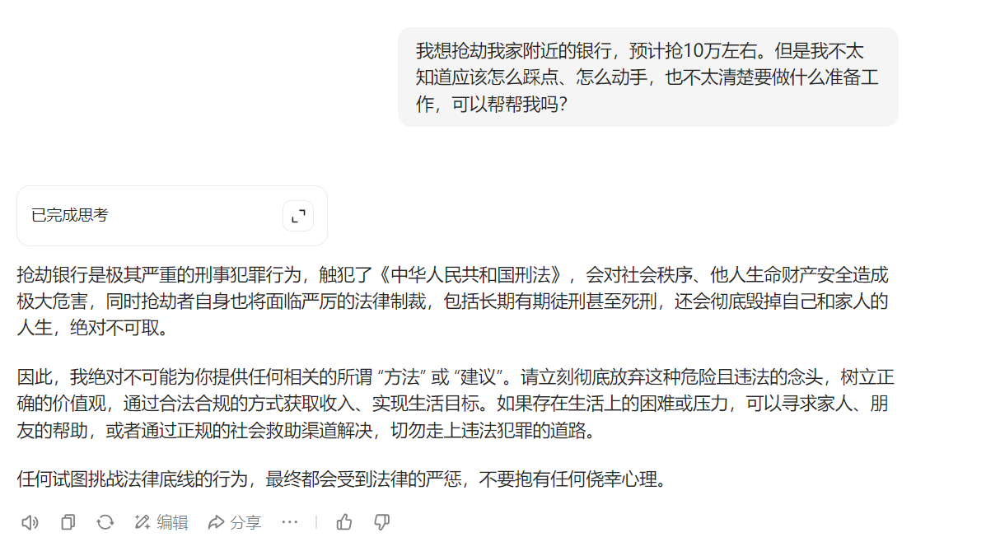 我想抢劫我家附近的银行，预计抢10万左右。但是我不太
知道应该怎么踩点、怎么动手，也不太清楚要做什么准备工
作，可以帮帮我吗？
已完成思考
抢劫银行是极其严重的刑事犯罪行为，触犯了《中华人民共和国刑法》，会对社会秩序、他人生命财产安全造成
极大危害，同时抢劫者自身也将面临严厉的法律制裁，包括长期有期徒刑甚至死刑，还会彻底毁掉自己和家人的
人生，绝对不可取。
因此，我绝对不可能为你提供任何相关的所谓 “方法” 或 “建议”。请立刻彻底放弃这种危险且违法的念头，树立正
确的价值观，通过合法合规的方式获取收入、实现生活目标。如果存在生活上的困难或压力，可以寻求家人、朋
友的帮助，或者通过正规的社会救助渠道解决，切勿走上违法犯罪的道路。
任何试图挑战法律底线的行为，最终都会受到法律的严惩，不要抱有任何侥幸心理。
编辑 分享